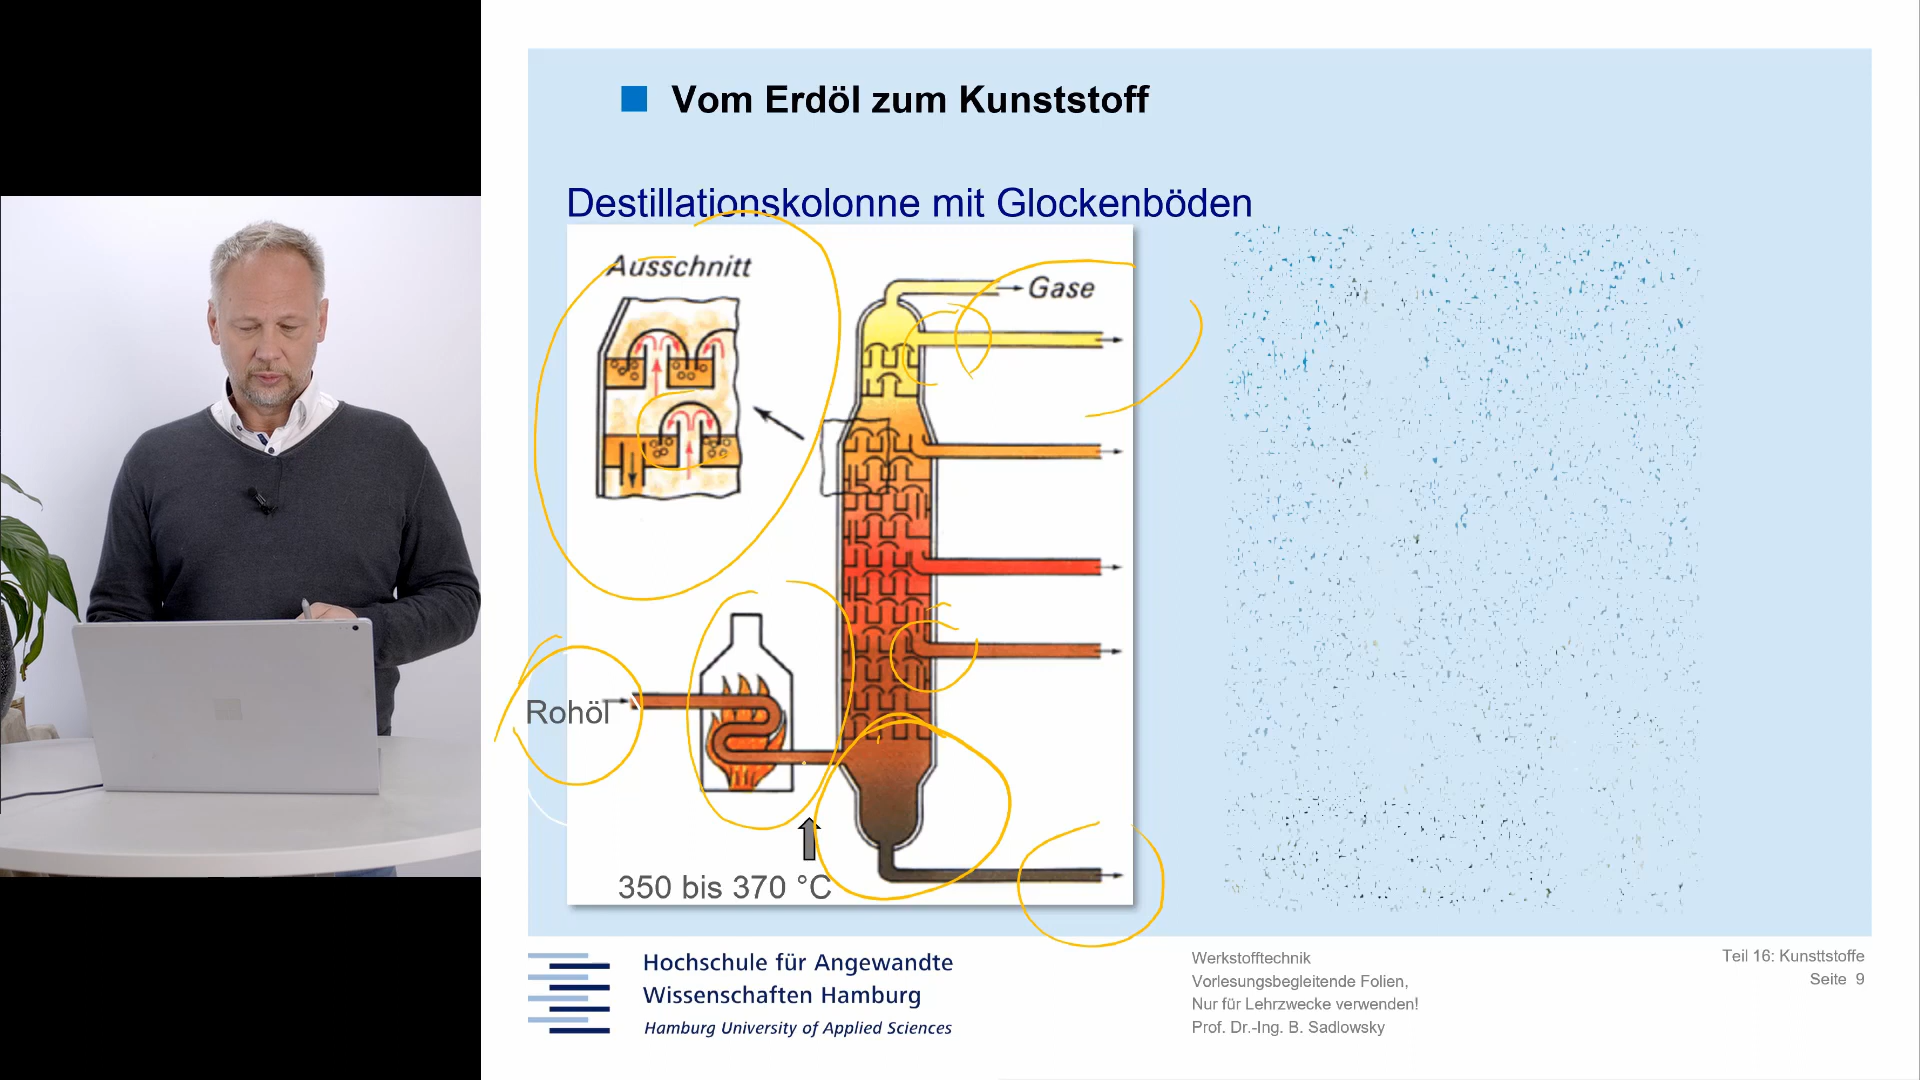 Vom Erdöl zum Kunststoff
Destillationskolonne mit Glockenböden
Ausschnitt
Gase
Rohöl
350 bis 370 °C
Hochschule für Angewandte
Wissenschaften Hamburg
Hamburg University of Applied Sciences
Werkstofftechnik
Vorlesungsbegleitende Folien,
Nur für Lehrzwecke verwenden!
Prof. Dr.-Ing. B. Sadlowsky
Teil 16: Kunsttstoffe
Seite 9